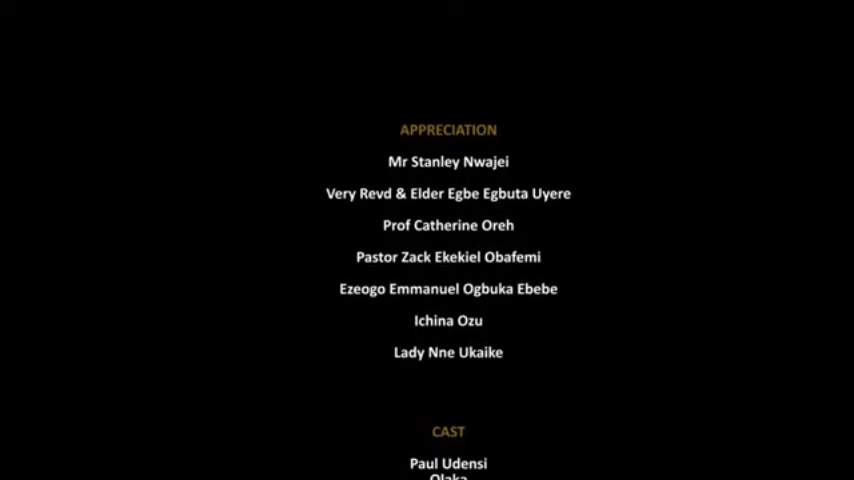 APPRECIATION
Mr Stanley Nwajei
Very Revd & Elder Egbe Egbuta Uyere
Prof Catherine Oreh
Pastor Zack Ekekiel Obafemi
Ezeogo Emmanuel Ogbuka Ebebe
Ichina Ozu
Lady Nne Ukaike
CAST
Paul Udensi